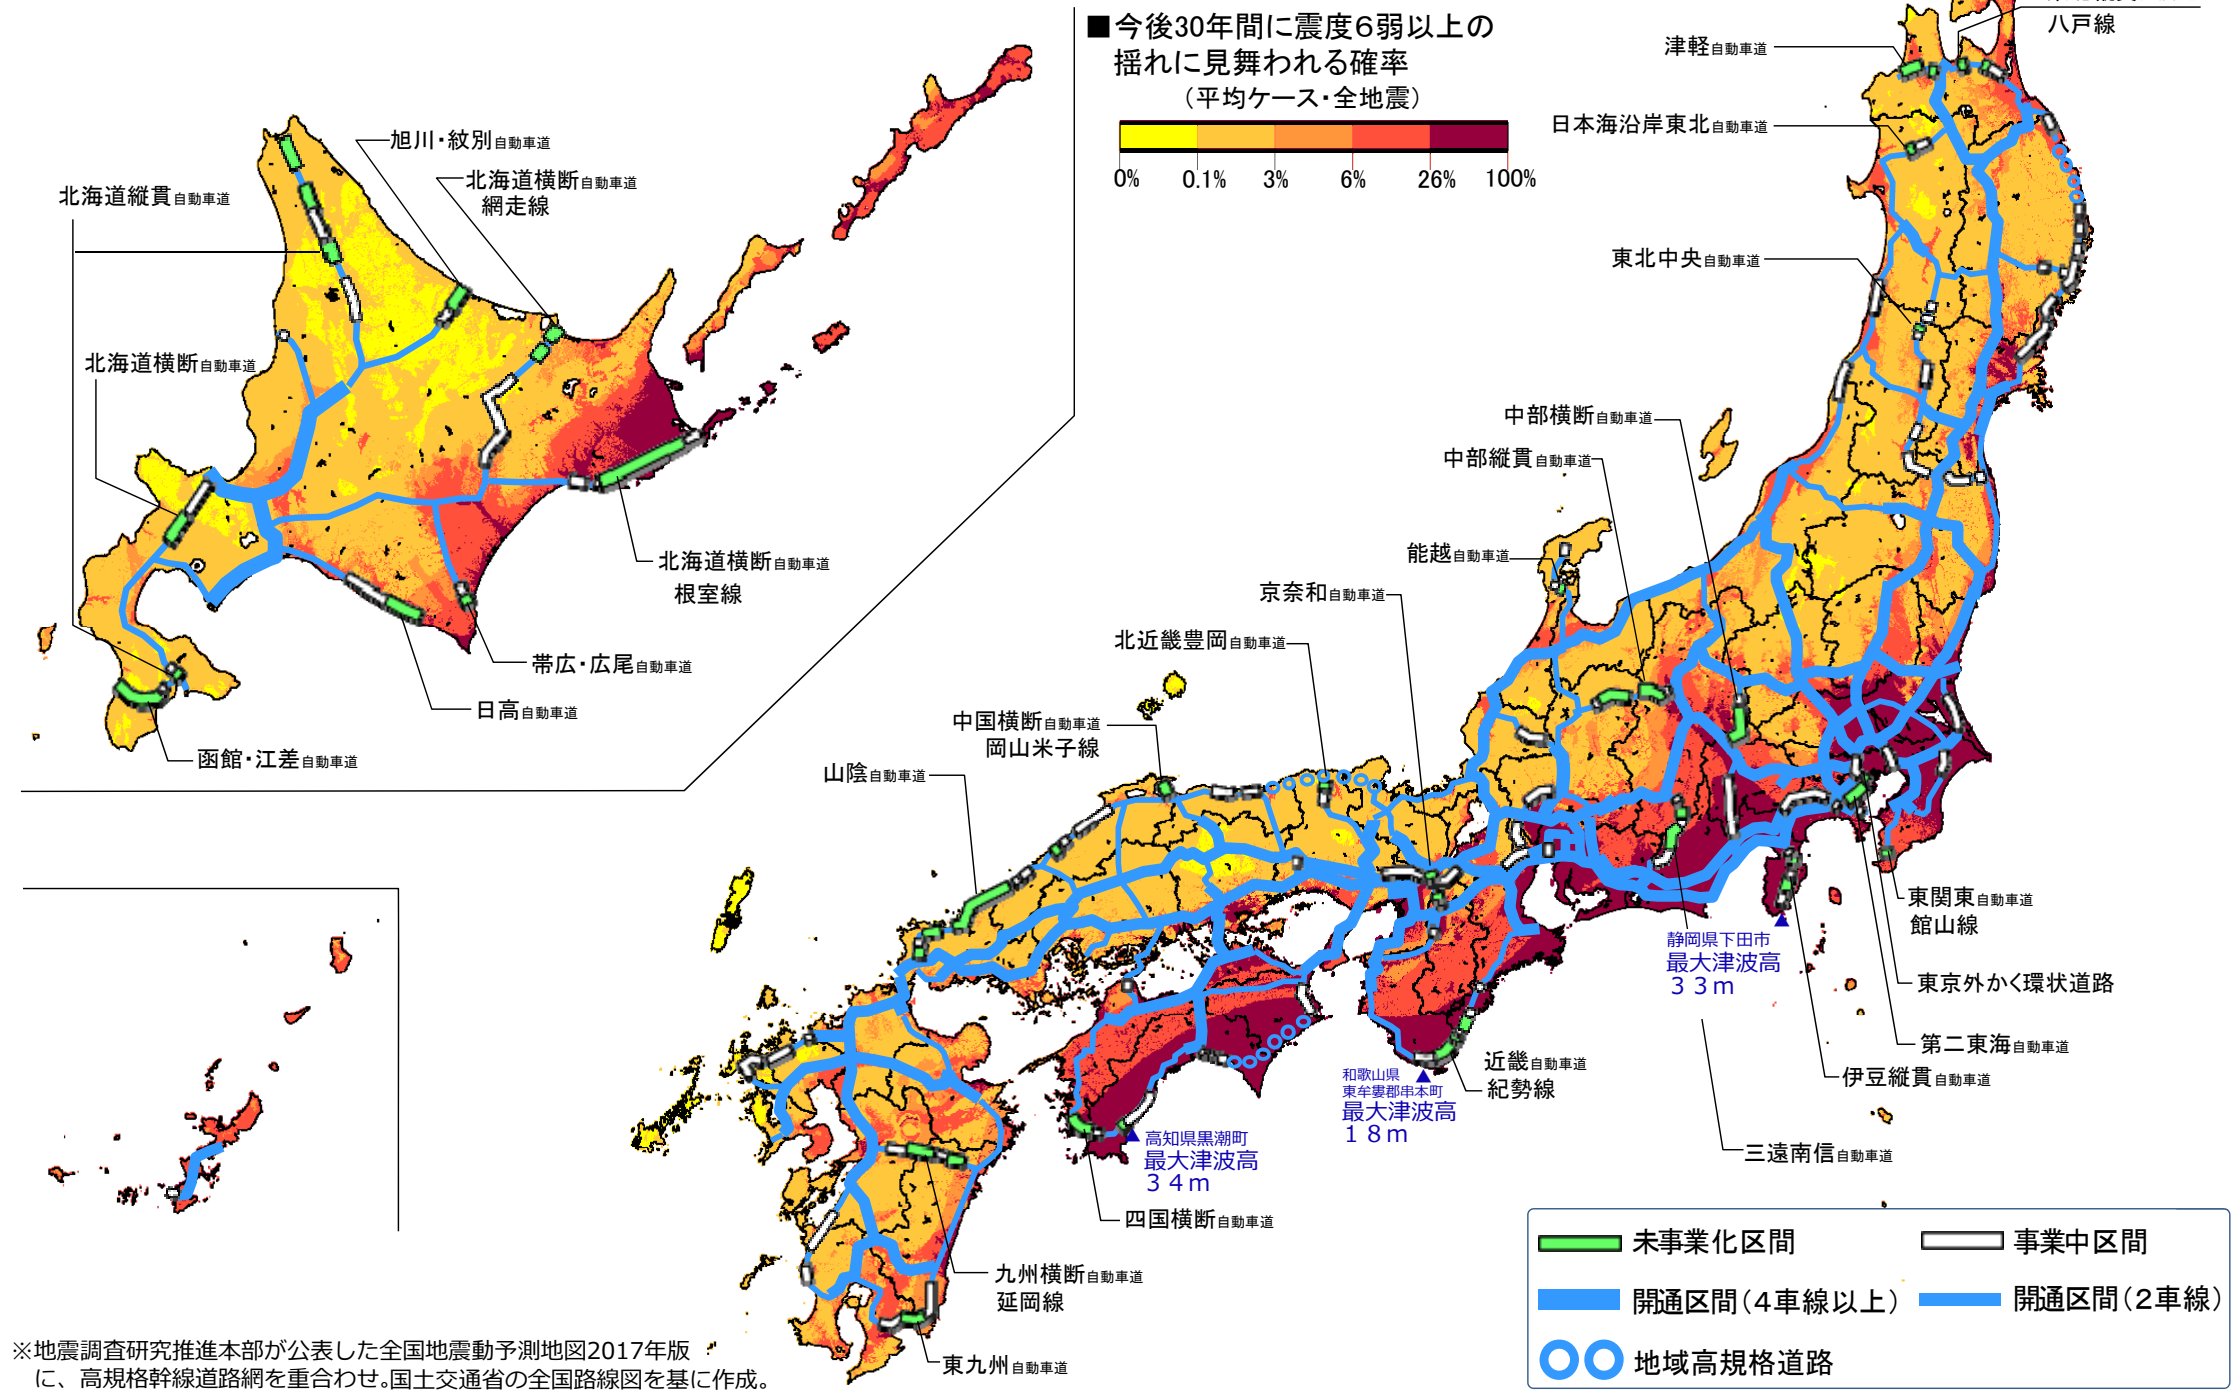 ■今後30年間に震度6弱以上の
揺れに見舞われる確率
（平均ケース・全地震）
0% 0.1% 3% 6% 26% 100%
八戸線
津軽自動車道
日本海沿岸東北自動車道
東北中央自動車道
旭川・紋別自動車道
北海道横断自動車道
網走線
北海道縦貫自動車道
北海道横断自動車道
北海道横断自動車道
根室線
帯広・広尾自動車道
日高自動車道
函館・江差自動車道
中部横断自動車道
中部縦貫自動車道
能越自動車道
京奈和自動車道
北近畿豊岡自動車道
中国横断自動車道
岡山米子線
山陰自動車道
東関東自動車道
館山線
静岡県下田市
最大津波高
３３ｍ
東京外かく環状道路
第二東海自動車道
伊豆縦貫自動車道
近畿自動車道
紀勢線
和歌山県
東牟婁郡串本町
最大津波高
１８ｍ
高知県黒潮町
最大津波高
３４ｍ
三遠南信自動車道
四国横断自動車道
九州横断自動車道
延岡線
東九州自動車道
未事業化区間
事業中区間
開通区間（4車線以上）
開通区間（2車線）
地域高規格道路
※地震調査研究推進本部が公表した全国地震動予測地図2017年版
に、高規格幹線道路網を重合わせ。国土交通省の全国路線図を基に作成。